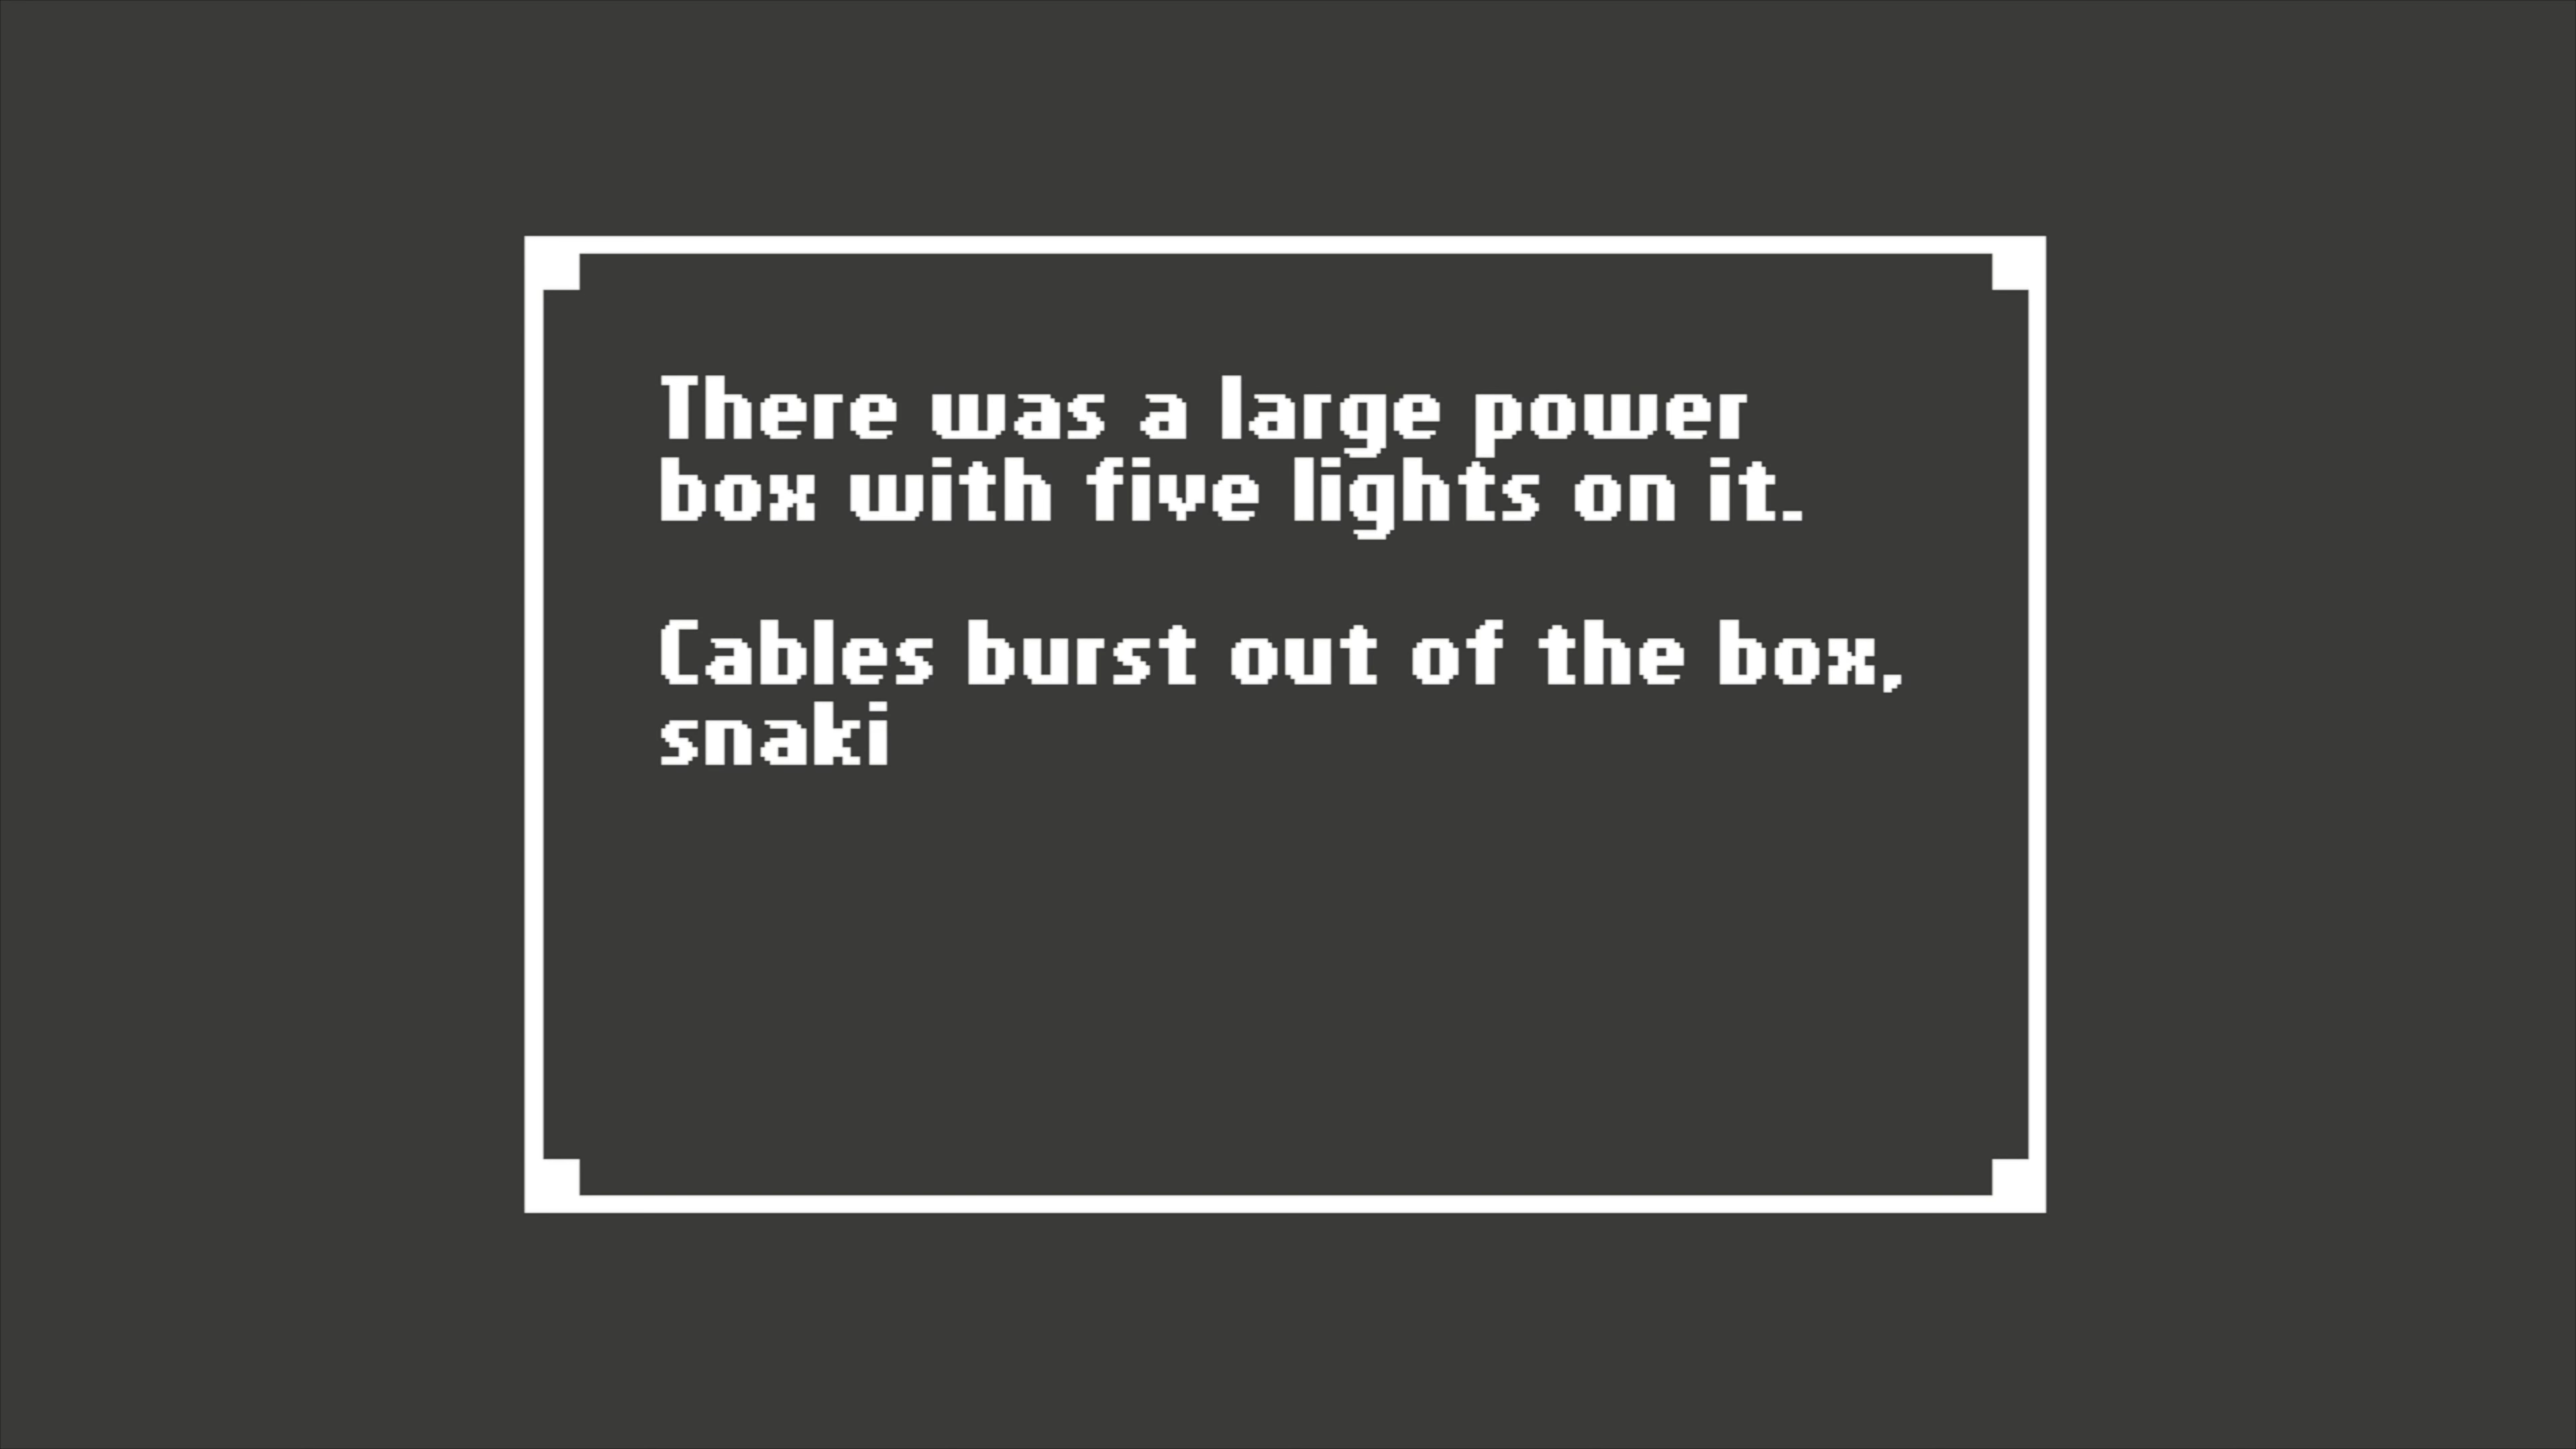 There was a large power
box with five lights on it.
Cables burst out of the box,
snaki